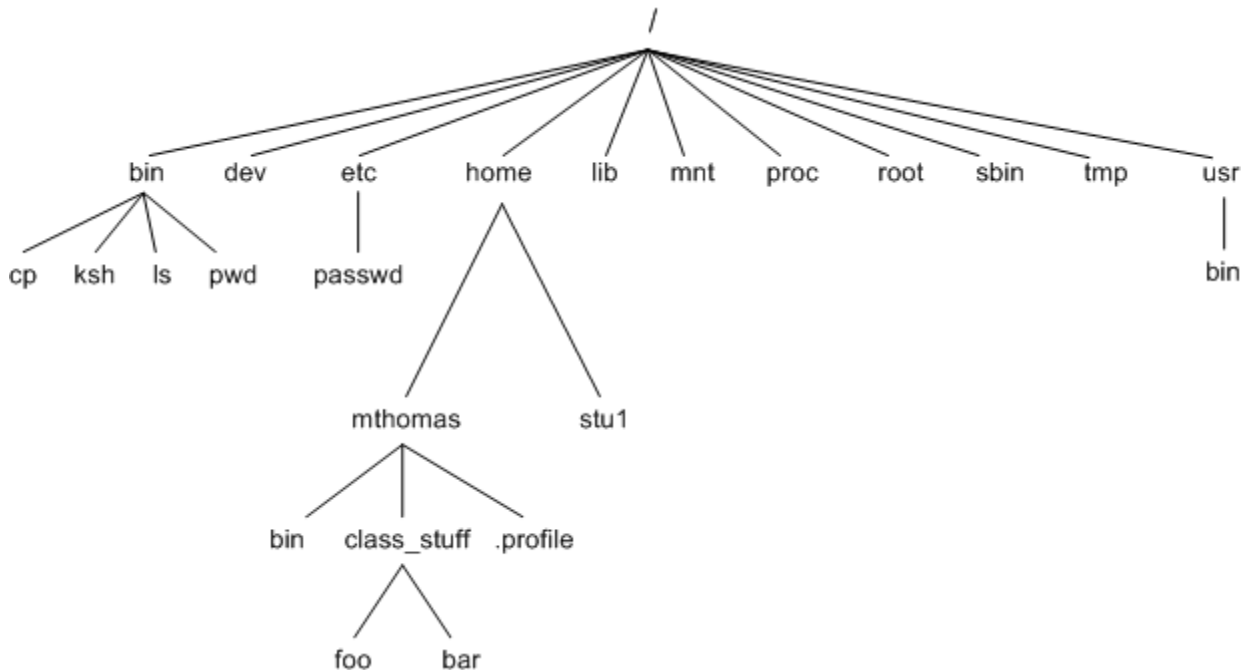 /
bin dev etc home lib mnt proc root sbin tmp usr
cp ksh ls pwd passwd bin
mthomas stu1
bin class_stuff .profile
foo bar